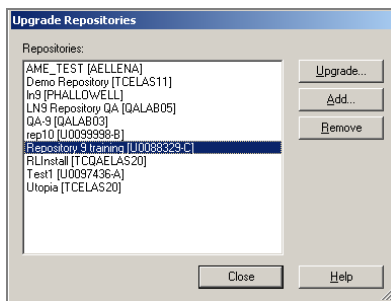 Upgrade Repositories
Repositories:
AME_TEST [AELLENA]
Demo Repository [TCELAS11]
ln9 [PHALLOWELL]
LN9 Repository QA [QALAB05]
QA-9 [QALAB03]
rep10 [U0099998-B]
Repository 9 training [U0088329-C]
RLInstall [TCQAELAS20]
Test1 [U0097436-A]
Utopia [TCELAS20]
Upgrade...
Add...
Remove
Close
Help